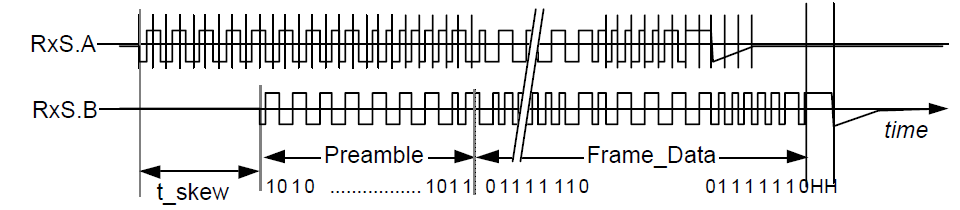 RxS.A
RxS.B
time
Preamble Frame_Data
t_skew 1010 ................. 1011 01111110 01111110HH